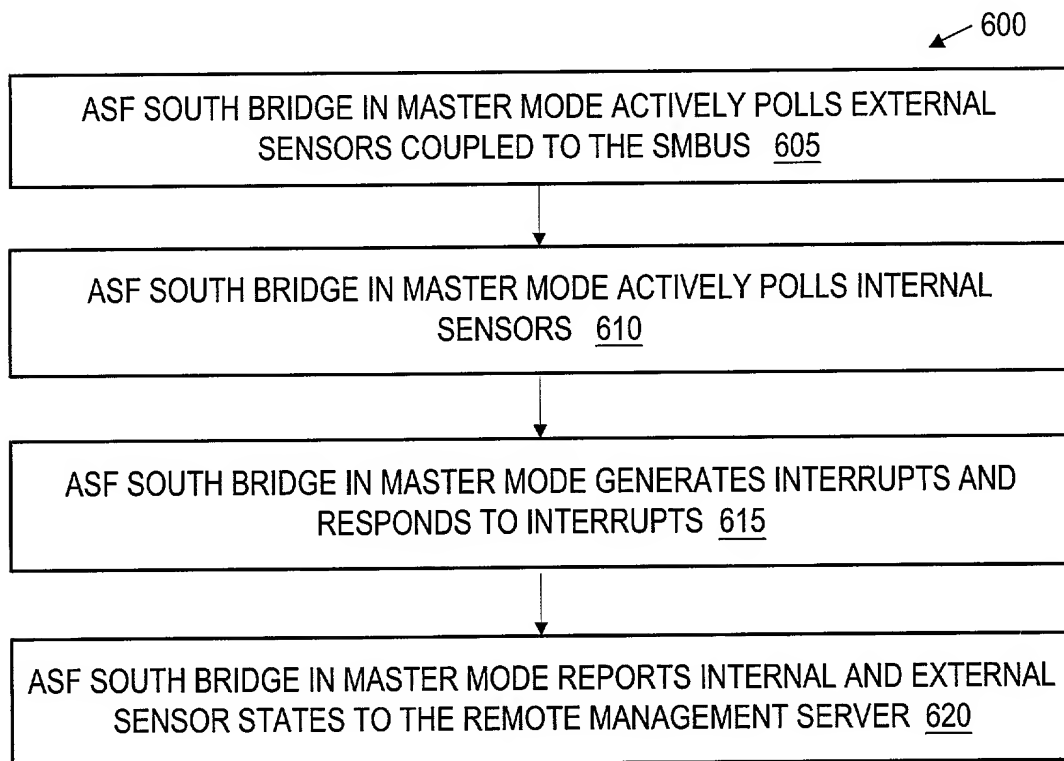 600
ASF SOUTH BRIDGE IN MASTER MODE ACTIVELY POLLS EXTERNAL
SENSORS COUPLED TO THE SMBUS 605
ASF SOUTH BRIDGE IN MASTER MODE ACTIVELY POLLS INTERNAL
SENSORS 610
ASF SOUTH BRIDGE IN MASTER MODE GENERATES INTERRUPTS AND
RESPONDS TO INTERRUPTS 615
ASF SOUTH BRIDGE IN MASTER MODE REPORTS INTERNAL AND EXTERNAL
SENSOR STATES TO THE REMOTE MANAGEMENT SERVER 620